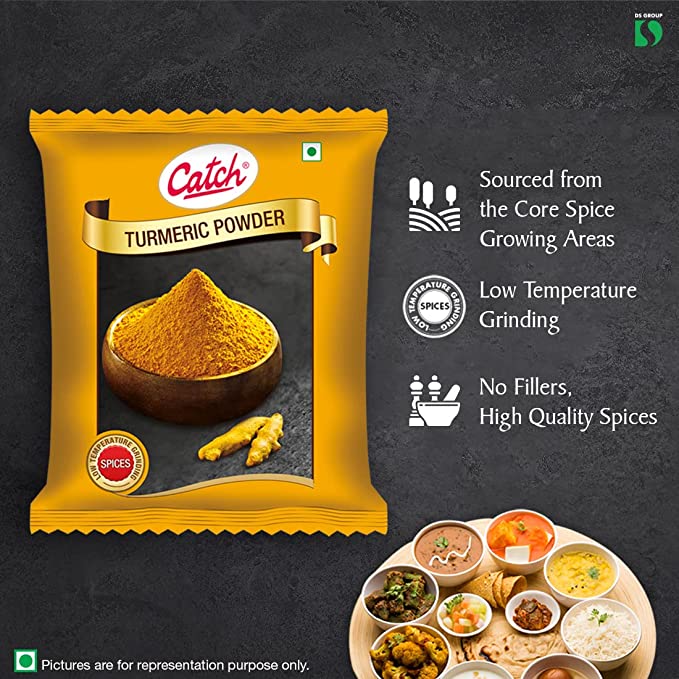 DS GROUP
Catch®
TURMERIC POWDER
LOW TEMPERATURE GRINDING
SPICES
Sourced from
the Core Spice
Growing Areas
LOW TEMPERATURE GRINDING
SPICES
Low Temperature
Grinding
No Fillers,
High Quality Spices
Pictures are for representation purpose only.